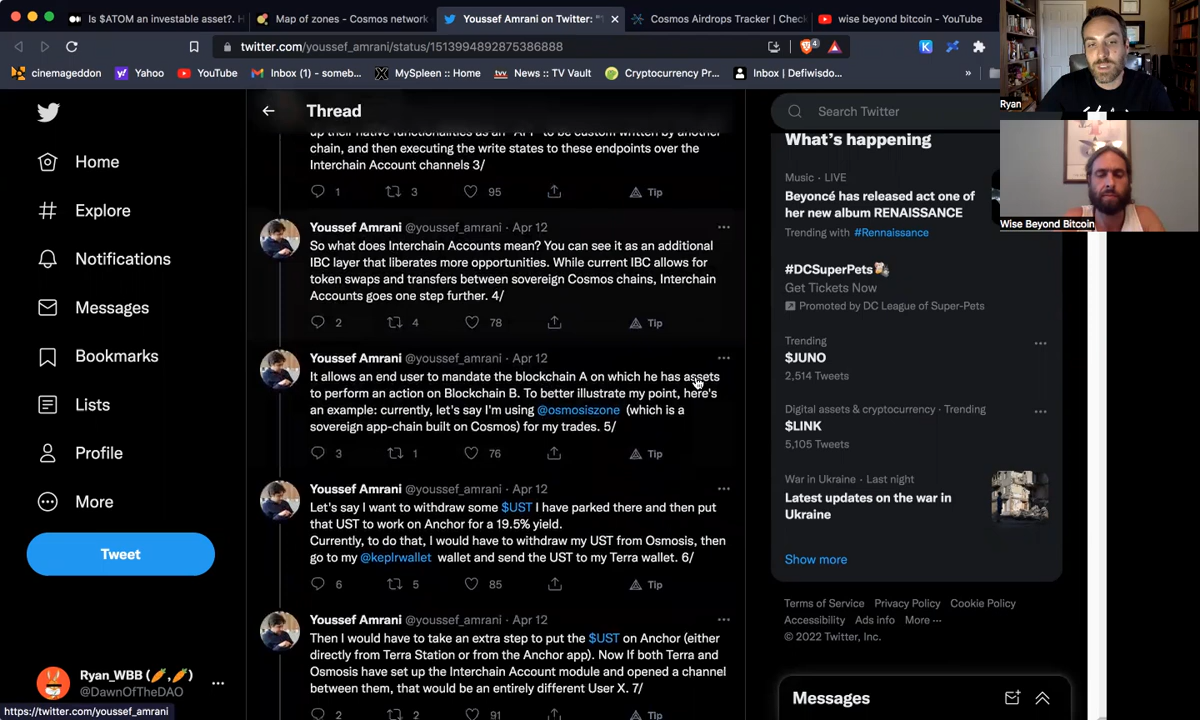 Is $ATOM an investable asset?. H
Map of zones - Cosmos network
Youssef Amrani on Twitter: "
Cosmos Airdrops Tracker | Check
wise beyond bitcoin - YouTube
twitter.com/youssef_amrani/status/1513994892875386888
4
cinemageddon
Yahoo
YouTube
Inbox (1) - someb...
MySpleen :: Home
News :: TV Vault
Cryptocurrency Pr...
Inbox | Defiwisdo...
»
Ryan
Wise Beyond Bitcoin
Home
Explore
Notifications
Messages
Bookmarks
Lists
Profile
More
Tweet
Ryan_WBB (🥕,🥕)
@DawnOfTheDAO
https://twitter.com/youssef_amrani
Thread
up their native functionalities as an "API" to be custom written by another
chain, and then executing the write states to these endpoints over the
Interchain Account channels 3/
1 3 95 Tip
Youssef Amrani @youssef_amrani · Apr 12
So what does Interchain Accounts mean? You can see it as an additional
IBC layer that liberates more opportunities. While current IBC allows for
token swaps and transfers between sovereign Cosmos chains, Interchain
Accounts goes one step further. 4/
2 4 78 Tip
Youssef Amrani @youssef_amrani · Apr 12
It allows an end user to mandate the blockchain A on which he has assets
to perform an action on Blockchain B. To better illustrate my point, here's
an example: currently, let's say I'm using @osmosiszone (which is a
sovereign app-chain built on Cosmos) for my trades. 5/
3 1 76 Tip
Youssef Amrani @youssef_amrani · Apr 12
Let's say I want to withdraw some $UST I have parked there and then put
that UST to work on Anchor for a 19.5% yield.
Currently, to do that, I would have to withdraw my UST from Osmosis, then
go to my @keplrwallet wallet and send the UST to my Terra wallet. 6/
6 5 85 Tip
Youssef Amrani @youssef_amrani · Apr 12
Then I would have to take an extra step to put the $UST on Anchor (either
directly from Terra Station or from the Anchor app). Now If both Terra and
Osmosis have set up the Interchain Account module and opened a channel
between them, that would be an entirely different User X. 7/
2 2 91 Tip
Search Twitter
What's happening
Music · LIVE
Beyoncé has released act one of
her new album RENAISSANCE
Trending with #Rennaissance
#DCSuperPets
Get Tickets Now
Promoted by DC League of Super-Pets
Trending
$JUNO
2,514 Tweets
Digital assets & cryptocurrency · Trending
$LINK
5,105 Tweets
War in Ukraine · Last night
Latest updates on the war in
Ukraine
Show more
Terms of Service Privacy Policy Cookie Policy
Accessibility Ads info More ···
© 2022 Twitter, Inc.
Messages